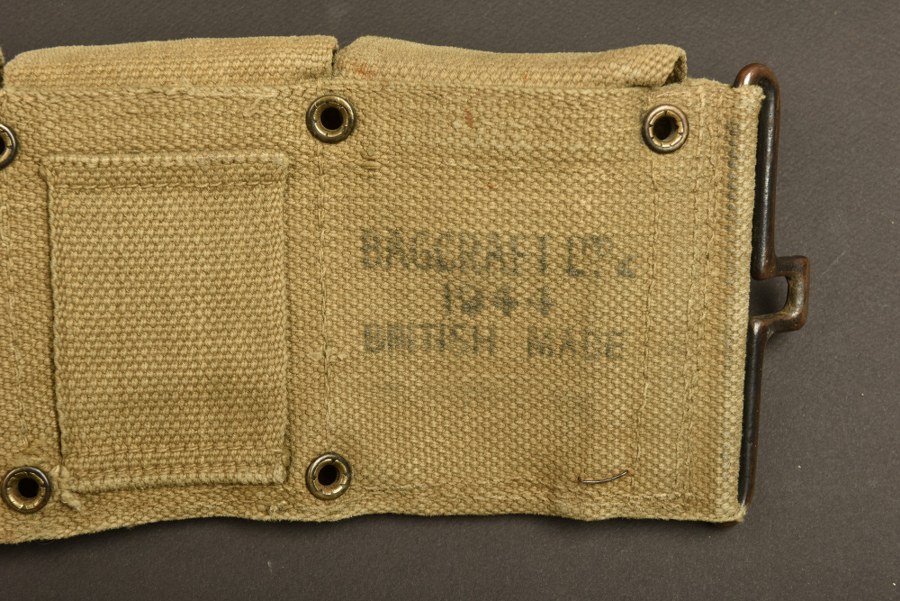 BAGCRAFT LTD
1944
BRITISH MADE